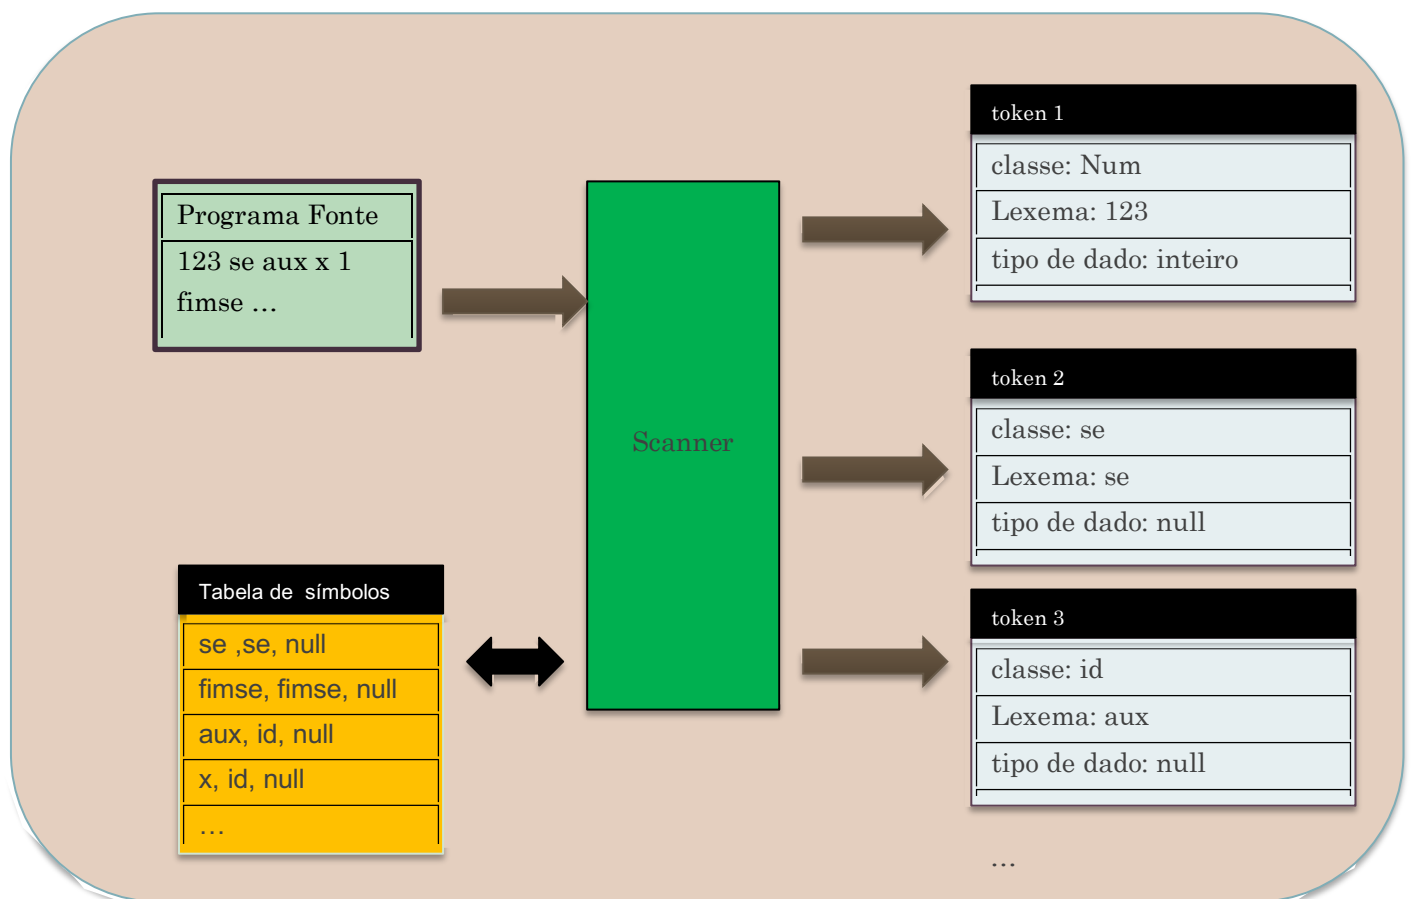 Programa Fonte
123 se aux x 1
fimse ...
Tabela de símbolos
se ,se, null
fimse, fimse, null
aux, id, null
x, id, null
...
Scanner
token 1
classe: Num
Lexema: 123
tipo de dado: inteiro
token 2
classe: se
Lexema: se
tipo de dado: null
token 3
classe: id
Lexema: aux
tipo de dado: null
...